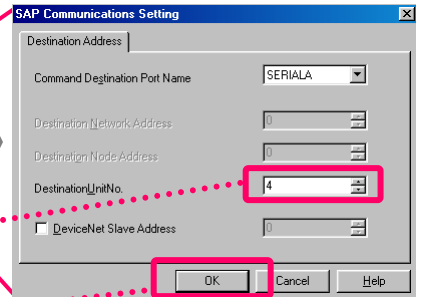 SAP Communications Setting
Destination Address
Command Destination Port Name SERIALA
Destination Network Address 0
Destination Node Address 0
DestinationUnitNo. 4
DeviceNet Slave Address 0
OK Cancel Help